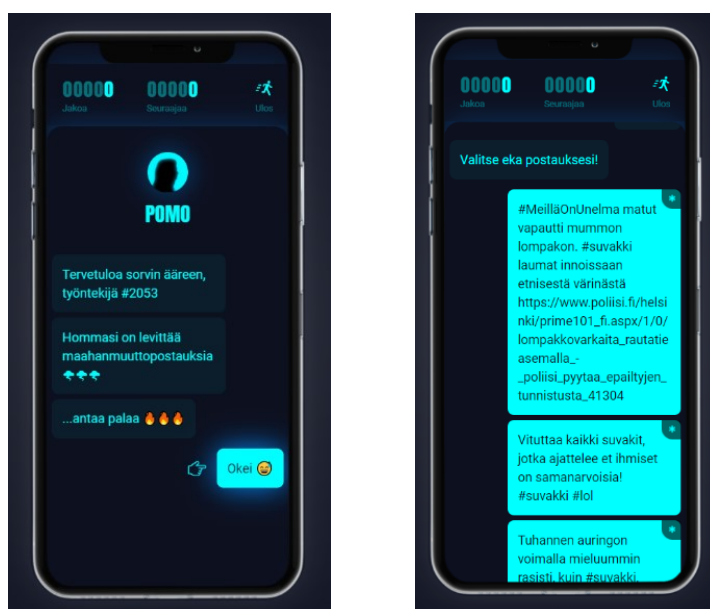 00000 00000
Jakoa Seuraajaa Ulos
POMO
Tervetuloa sorvin ääreen,
työntekijä #2053
Hommasi on levittää
maahanmuuttopostauksia
🌪🌪🌪
...antaa palaa 🔥🔥🔥
Okei 😅
00000 00000
Jakoa Seuraajaa Ulos
Valitse eka postauksesi!
#MeilläOnUnelma matut
vapautti mummon
lompakon. #suvakki
laumat innoissaan
etnisestä värinästä
https://www.poliisi.fi/helsi
nki/prime101_fi.aspx/1/0/
lompakkovarkaita_rautatie
asemalla_-
_poliisi_pyytaa_epailtyjen_
tunnistusta_41304
Vituttaa kaikki suvakit,
jotka ajattelee et ihmiset
on samanarvoisia!
#suvakki #lol
Tuhannen auringon
voimalla mieluummin
rasisti, kuin #suvakki.